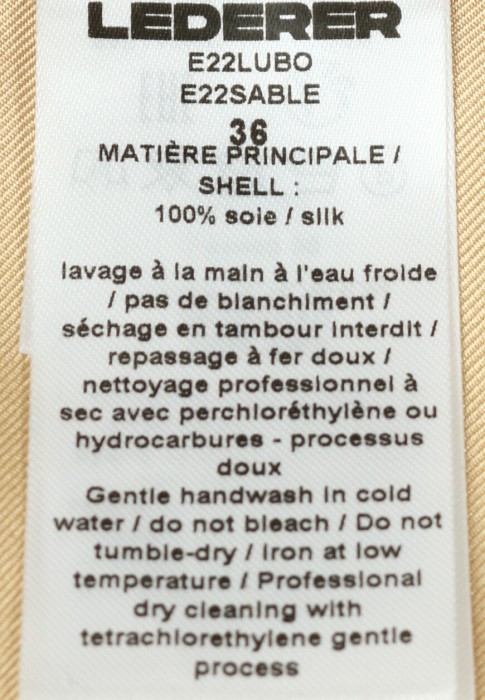 LEDERER
E22LUBO
E22SABLE
36
MATIÈRE PRINCIPALE /
SHELL :
100% soie / silk
lavage à la main à l'eau froide
/ pas de blanchiment /
séchage en tambour interdit /
repassage à fer doux /
nettoyage professionnel à
sec avec perchloréthylène ou
hydrocarbures - processus
doux
Gentle handwash in cold
water / do not bleach / Do not
tumble-dry / Iron at low
temperature / Professional
dry cleaning with
tetrachlorethylene gentle
process